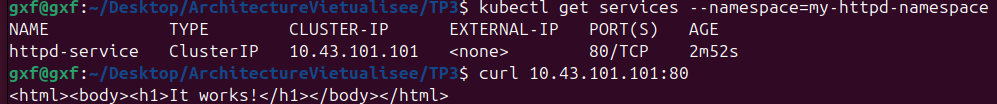 gxf@gxf:~/Desktop/ArchitectureVietualisee/TP3$ kubectl get services --namespace=my-httpd-namespace
NAME TYPE CLUSTER-IP EXTERNAL-IP PORT(S) AGE
httpd-service ClusterIP 10.43.101.101 <none> 80/TCP 2m52s
gxf@gxf:~/Desktop/ArchitectureVietualisee/TP3$ curl 10.43.101.101:80
<html><body><h1>It works!</h1></body></html>